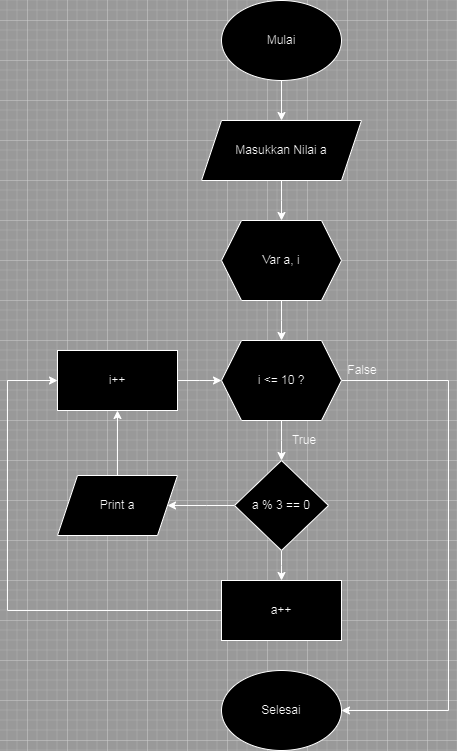 Mulai
Masukkan Nilai a
Var a, i
i <= 10 ?
False
i++
True
a % 3 == 0
Print a
a++
Selesai